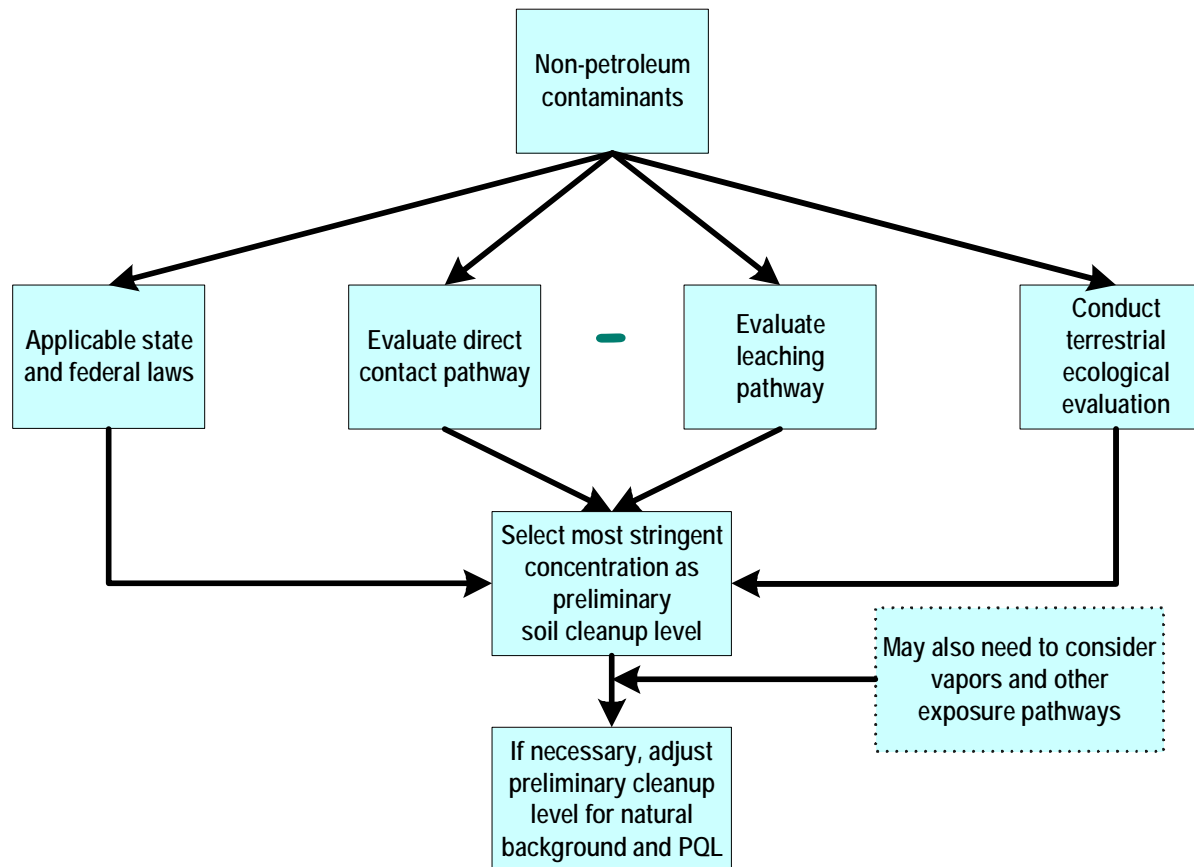 Non-petroleum
contaminants
Applicable state
and federal laws
Evaluate direct
contact pathway
Evaluate
leaching
pathway
Conduct
terrestrial
ecological
evaluation
Select most stringent
concentration as
preliminary
soil cleanup level
May also need to consider
vapors and other
exposure pathways
If necessary, adjust
preliminary cleanup
level for natural
background and PQL